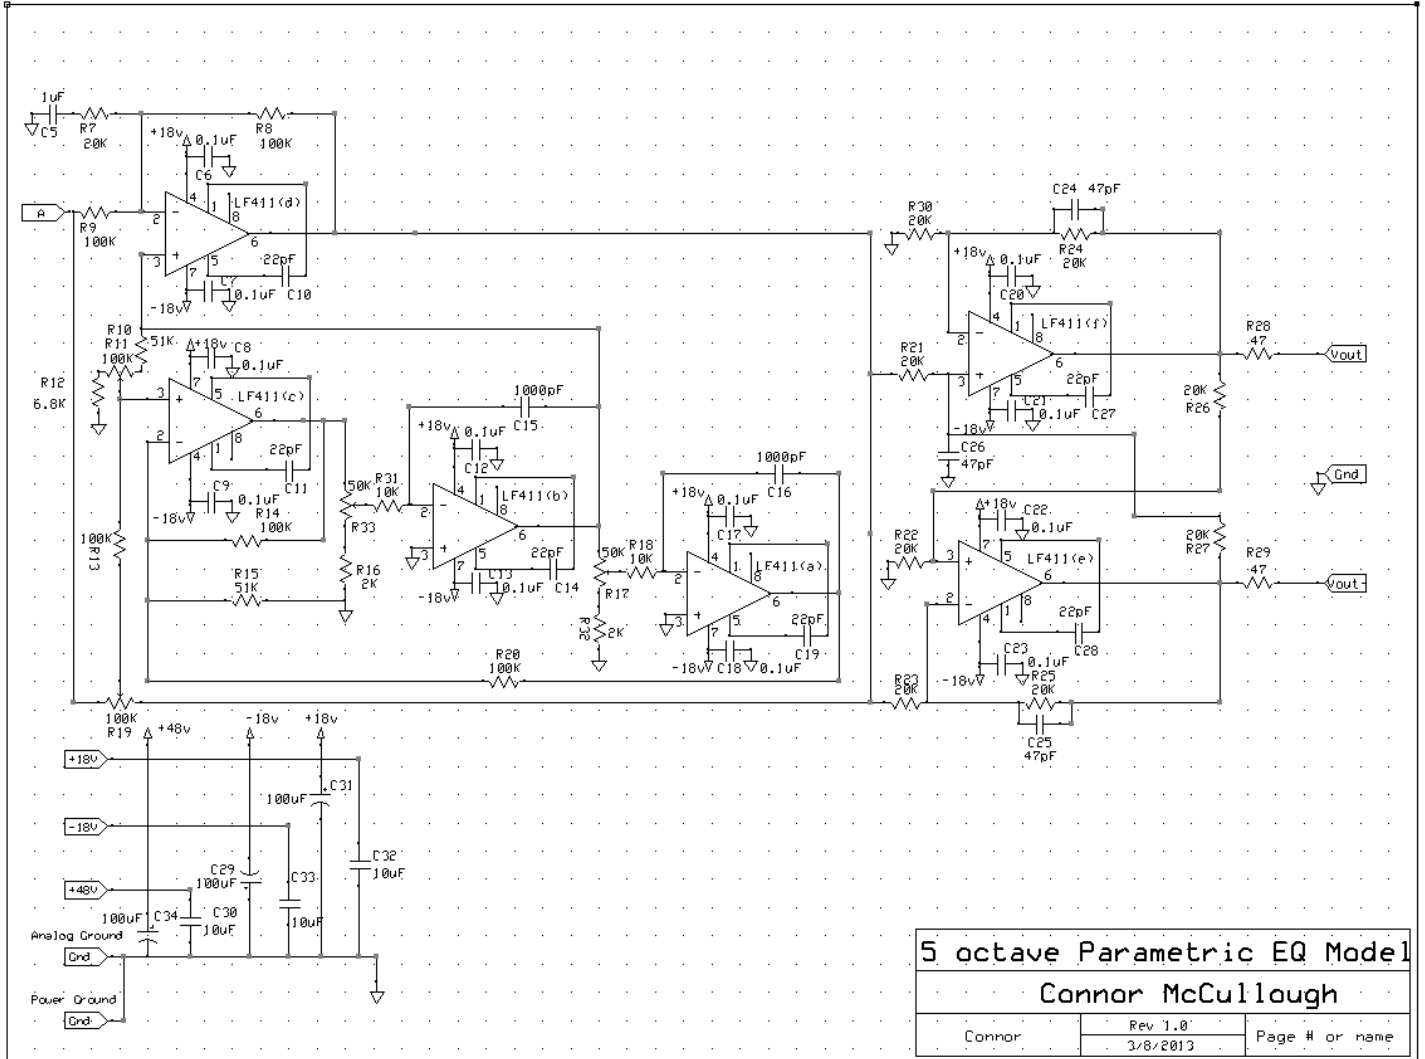 1uF
C5
R7
20K
R8
100K
+18v
0.1uF
C6
A
R9
100K
LF411(d)
4
1
8
2
6
3
5
7
22pF
C10
C7
0.1uF
-18v
R10
51K
R11
100K
R12
6.8K
+18v
C8
0.1uF
LF411(c)
7
5
3
6
2
8
4
1
22pF
C11
C9
0.1uF
-18v
R14
100K
100K
R13
R15
51K
50K
R33
R16
2K
R31
10K
1000pF
C15
+18v
0.1uF
C12
LF411(b)
4
1
8
2
6
3
5
7
22pF
C14
C13
0.1uF
-18v
50K
R17
R32
2K
R18
10K
1000pF
C16
+18v
0.1uF
C17
LF411(a)
4
1
8
2
6
3
5
7
22pF
C19
C18
0.1uF
-18v
R20
100K
100K
R19
R30
20K
C24 47pF
R24
20K
+18v
0.1uF
C20
LF411(f)
4
1
8
2
6
3
5
7
22pF
C27
C21
0.1uF
-18v
R21
20K
C26
47pF
R28
47
Vout
20K
R26
Gnd
20K
R27
R22
20K
+18v
C22
0.1uF
LF411(e)
7
5
3
6
2
8
4
1
22pF
C28
C23
0.1uF
-18v
R29
47
Vout-
R23
20K
R25
20K
C25
47pF
+48v
-18v
+18v
+18V
-18V
+48V
C31
100uF
C32
10uF
C29
100uF
C33
10uF
100uF
C34
C30
10uF
Analog Ground
Gnd
Power Ground
Gnd
5 octave Parametric EQ Model
Connor McCullough
Connor
Rev 1.0
3/8/2013
Page # or name